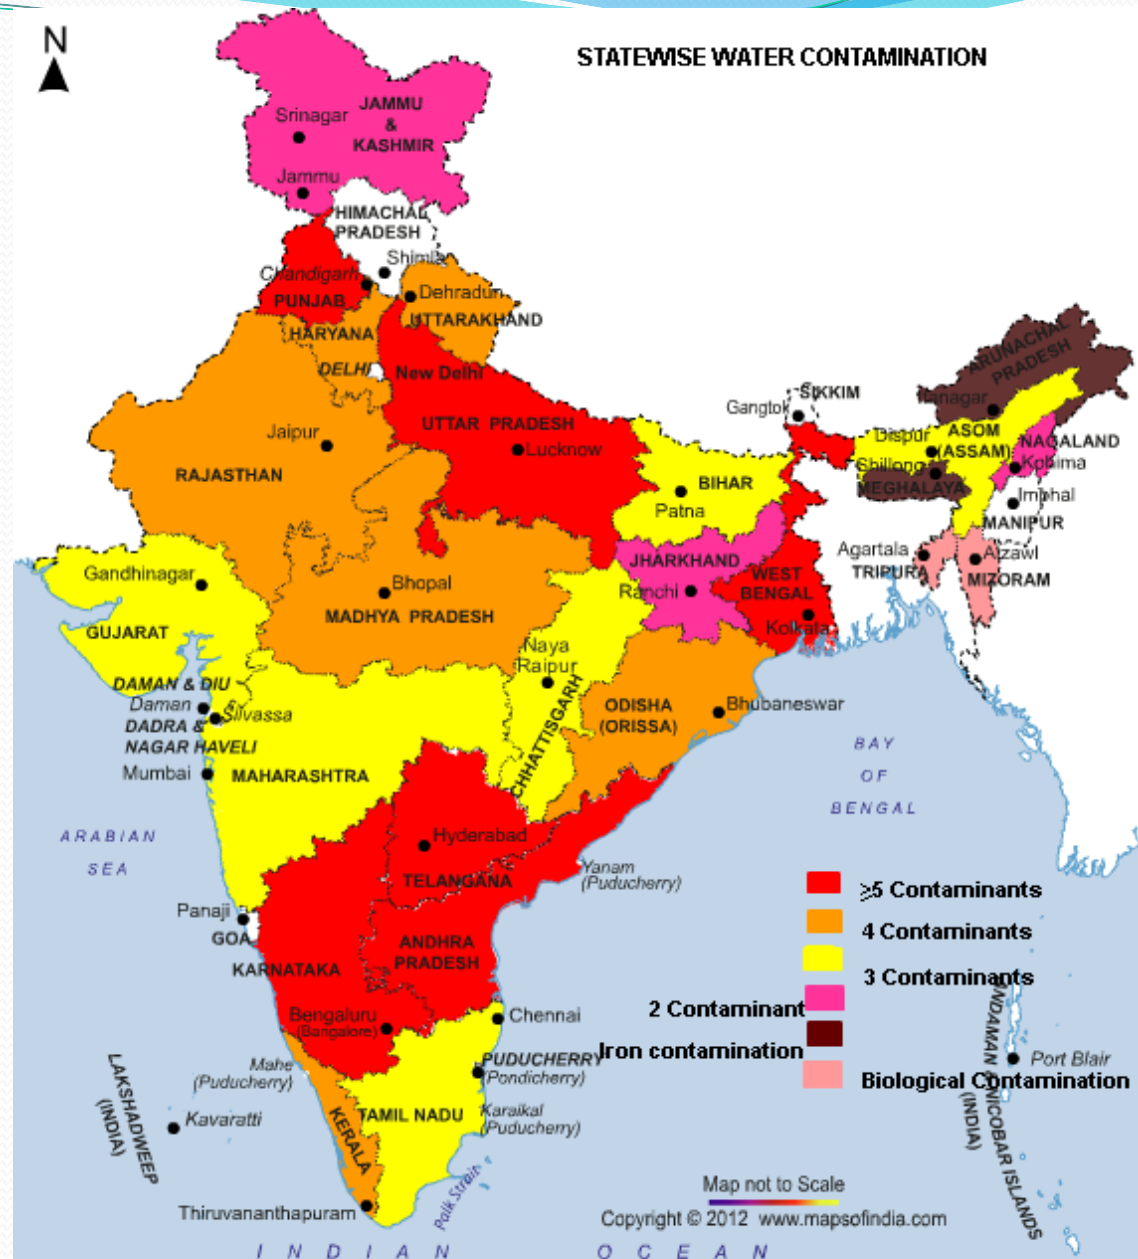 STATEWISE WATER CONTAMINATION
N
Srinagar
JAMMU
&
KASHMIR
Jammu
HIMACHAL
PRADESH
Shimla
Chandigarh
PUNJAB
Dehradun
UTTARAKHAND
HARYANA
DELHI
New Delhi
UTTAR PRADESH
Lucknow
Jaipur
RAJASTHAN
SIKKIM
Gangtok
ARUNACHAL
PRADESH
Itanagar
Dispur
ASOM
(ASSAM)
NAGALAND
Kohima
Shillong
MEGHALAYA
Imphal
MANIPUR
BIHAR
Patna
Agartala
TRIPURA
Aizawl
MIZORAM
JHARKHAND
Ranchi
WEST
BENGAL
Kolkata
Gandhinagar
GUJARAT
Bhopal
MADHYA PRADESH
Naya
Raipur
CHHATTISGARH
ODISHA
(ORISSA)
Bhubaneswar
DAMAN & DIU
Daman
Silvassa
DADRA &
NAGAR HAVELI
Mumbai
MAHARASHTRA
BAY
OF
BENGAL
ARABIAN
SEA
Hyderabad
TELANGANA
Yanam
(Puducherry)
Panaji
GOA
KARNATAKA
ANDHRA
PRADESH
Bengaluru
(Bangalore)
Chennai
≥5 Contaminants
4 Contaminants
3 Contaminants
2 Contaminant
Iron contamination
Biological Contamination
Mahe
(Puducherry)
PUDUCHERRY
(Pondicherry)
LAKSHADWEEP
(INDIA)
Kavaratti
KERALA
TAMIL NADU
Karaikal
(Puducherry)
Port Blair
ANDAMAN & NICOBAR ISLANDS
(INDIA)
Thiruvananthapuram
Palk Strait
Map not to Scale
Copyright © 2012 www.mapsofindia.com
INDIAN OCEAN